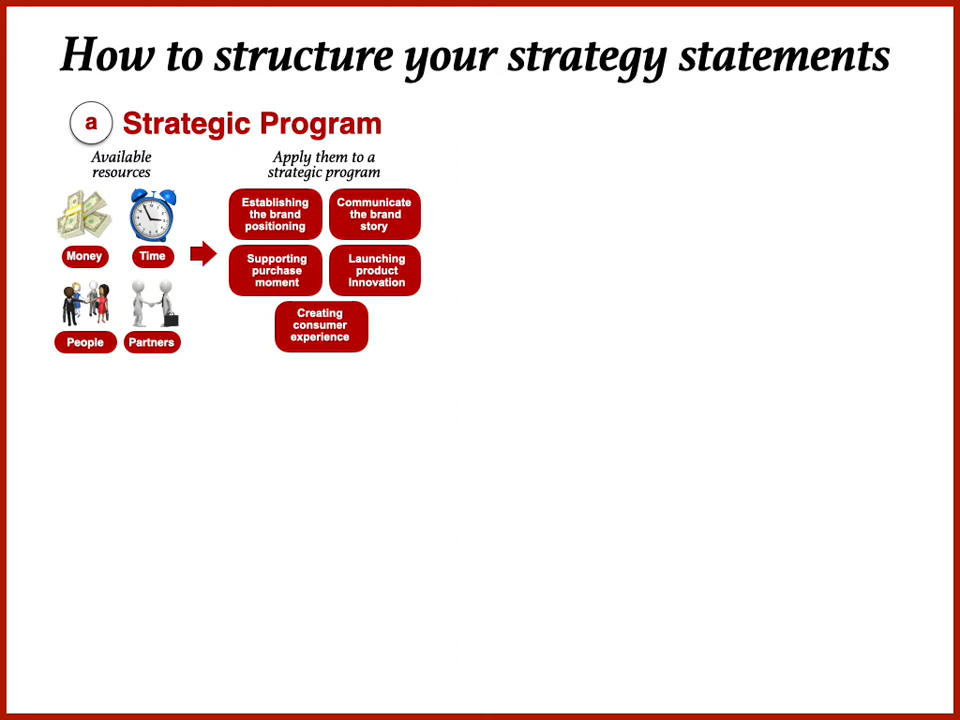 How to structure your strategy statements
a Strategic Program
Available
resources
Apply them to a
strategic program
Money
Time
People
Partners
Establishing
the brand
positioning
Communicate
the brand
story
Supporting
purchase
moment
Launching
product
Innovation
Creating
consumer
experience